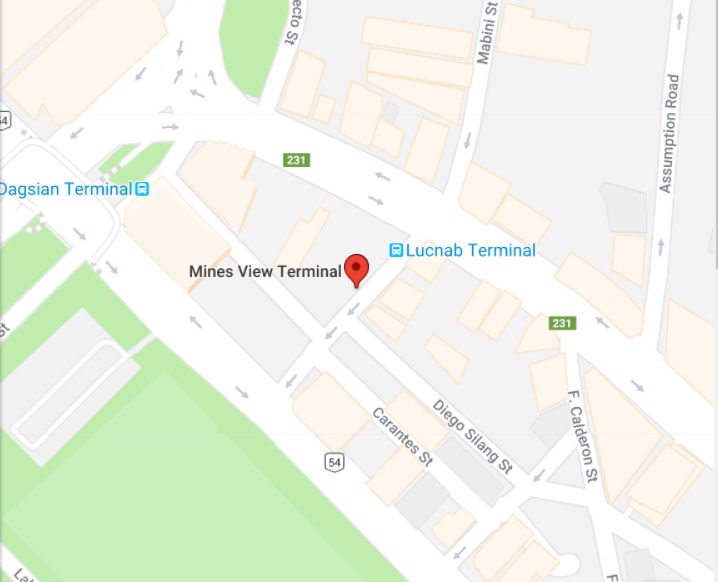 ecto St
Mabini St
Assumption Road
54
231
Dagsian Terminal
Lucnab Terminal
Mines View Terminal
231
St
F. Calderon St
Diego Silang St
Carantes St
54
F
La